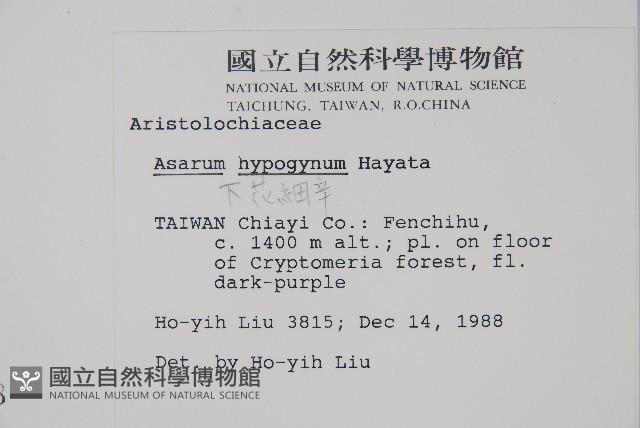 國立自然科學博物館
NATIONAL MUSEUM OF NATURAL SCIENCE
TAICHUNG, TAIWAN, R.O.CHINA
Aristolochiaceae
Asarum hypogynum Hayata
下花細辛
TAIWAN Chiayi Co.: Fenchihu,
c. 1400 m alt.; pl. on floor
of Cryptomeria forest, fl.
dark-purple
Ho-yih Liu 3815; Dec 14, 1988
Det. by Ho-yih Liu
國立自然科學博物館
NATIONAL MUSEUM OF NATURAL SCIENCE